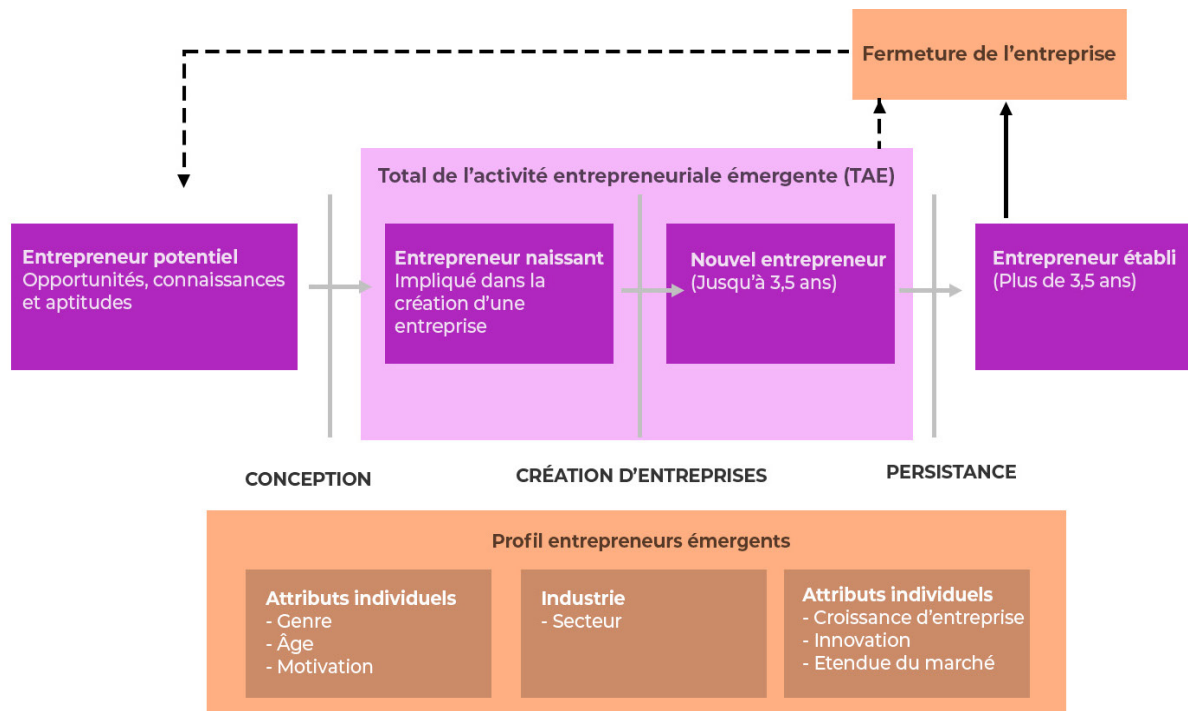 Fermeture de l'entreprise
Total de l'activité entrepreneuriale émergente (TAE)
Entrepreneur potentiel
Opportunités, connaissances
et aptitudes
Entrepreneur naissant
Impliqué dans la
création d'une
entreprise
Nouvel entrepreneur
(Jusqu'à 3,5 ans)
Entrepreneur établi
(Plus de 3,5 ans)
CONCEPTION
CRÉATION D'ENTREPRISES
PERSISTANCE
Profil entrepreneurs émergents
Attributs individuels
- Genre
- Âge
- Motivation
Industrie
- Secteur
Attributs individuels
- Croissance d'entreprise
- Innovation
- Etendue du marché